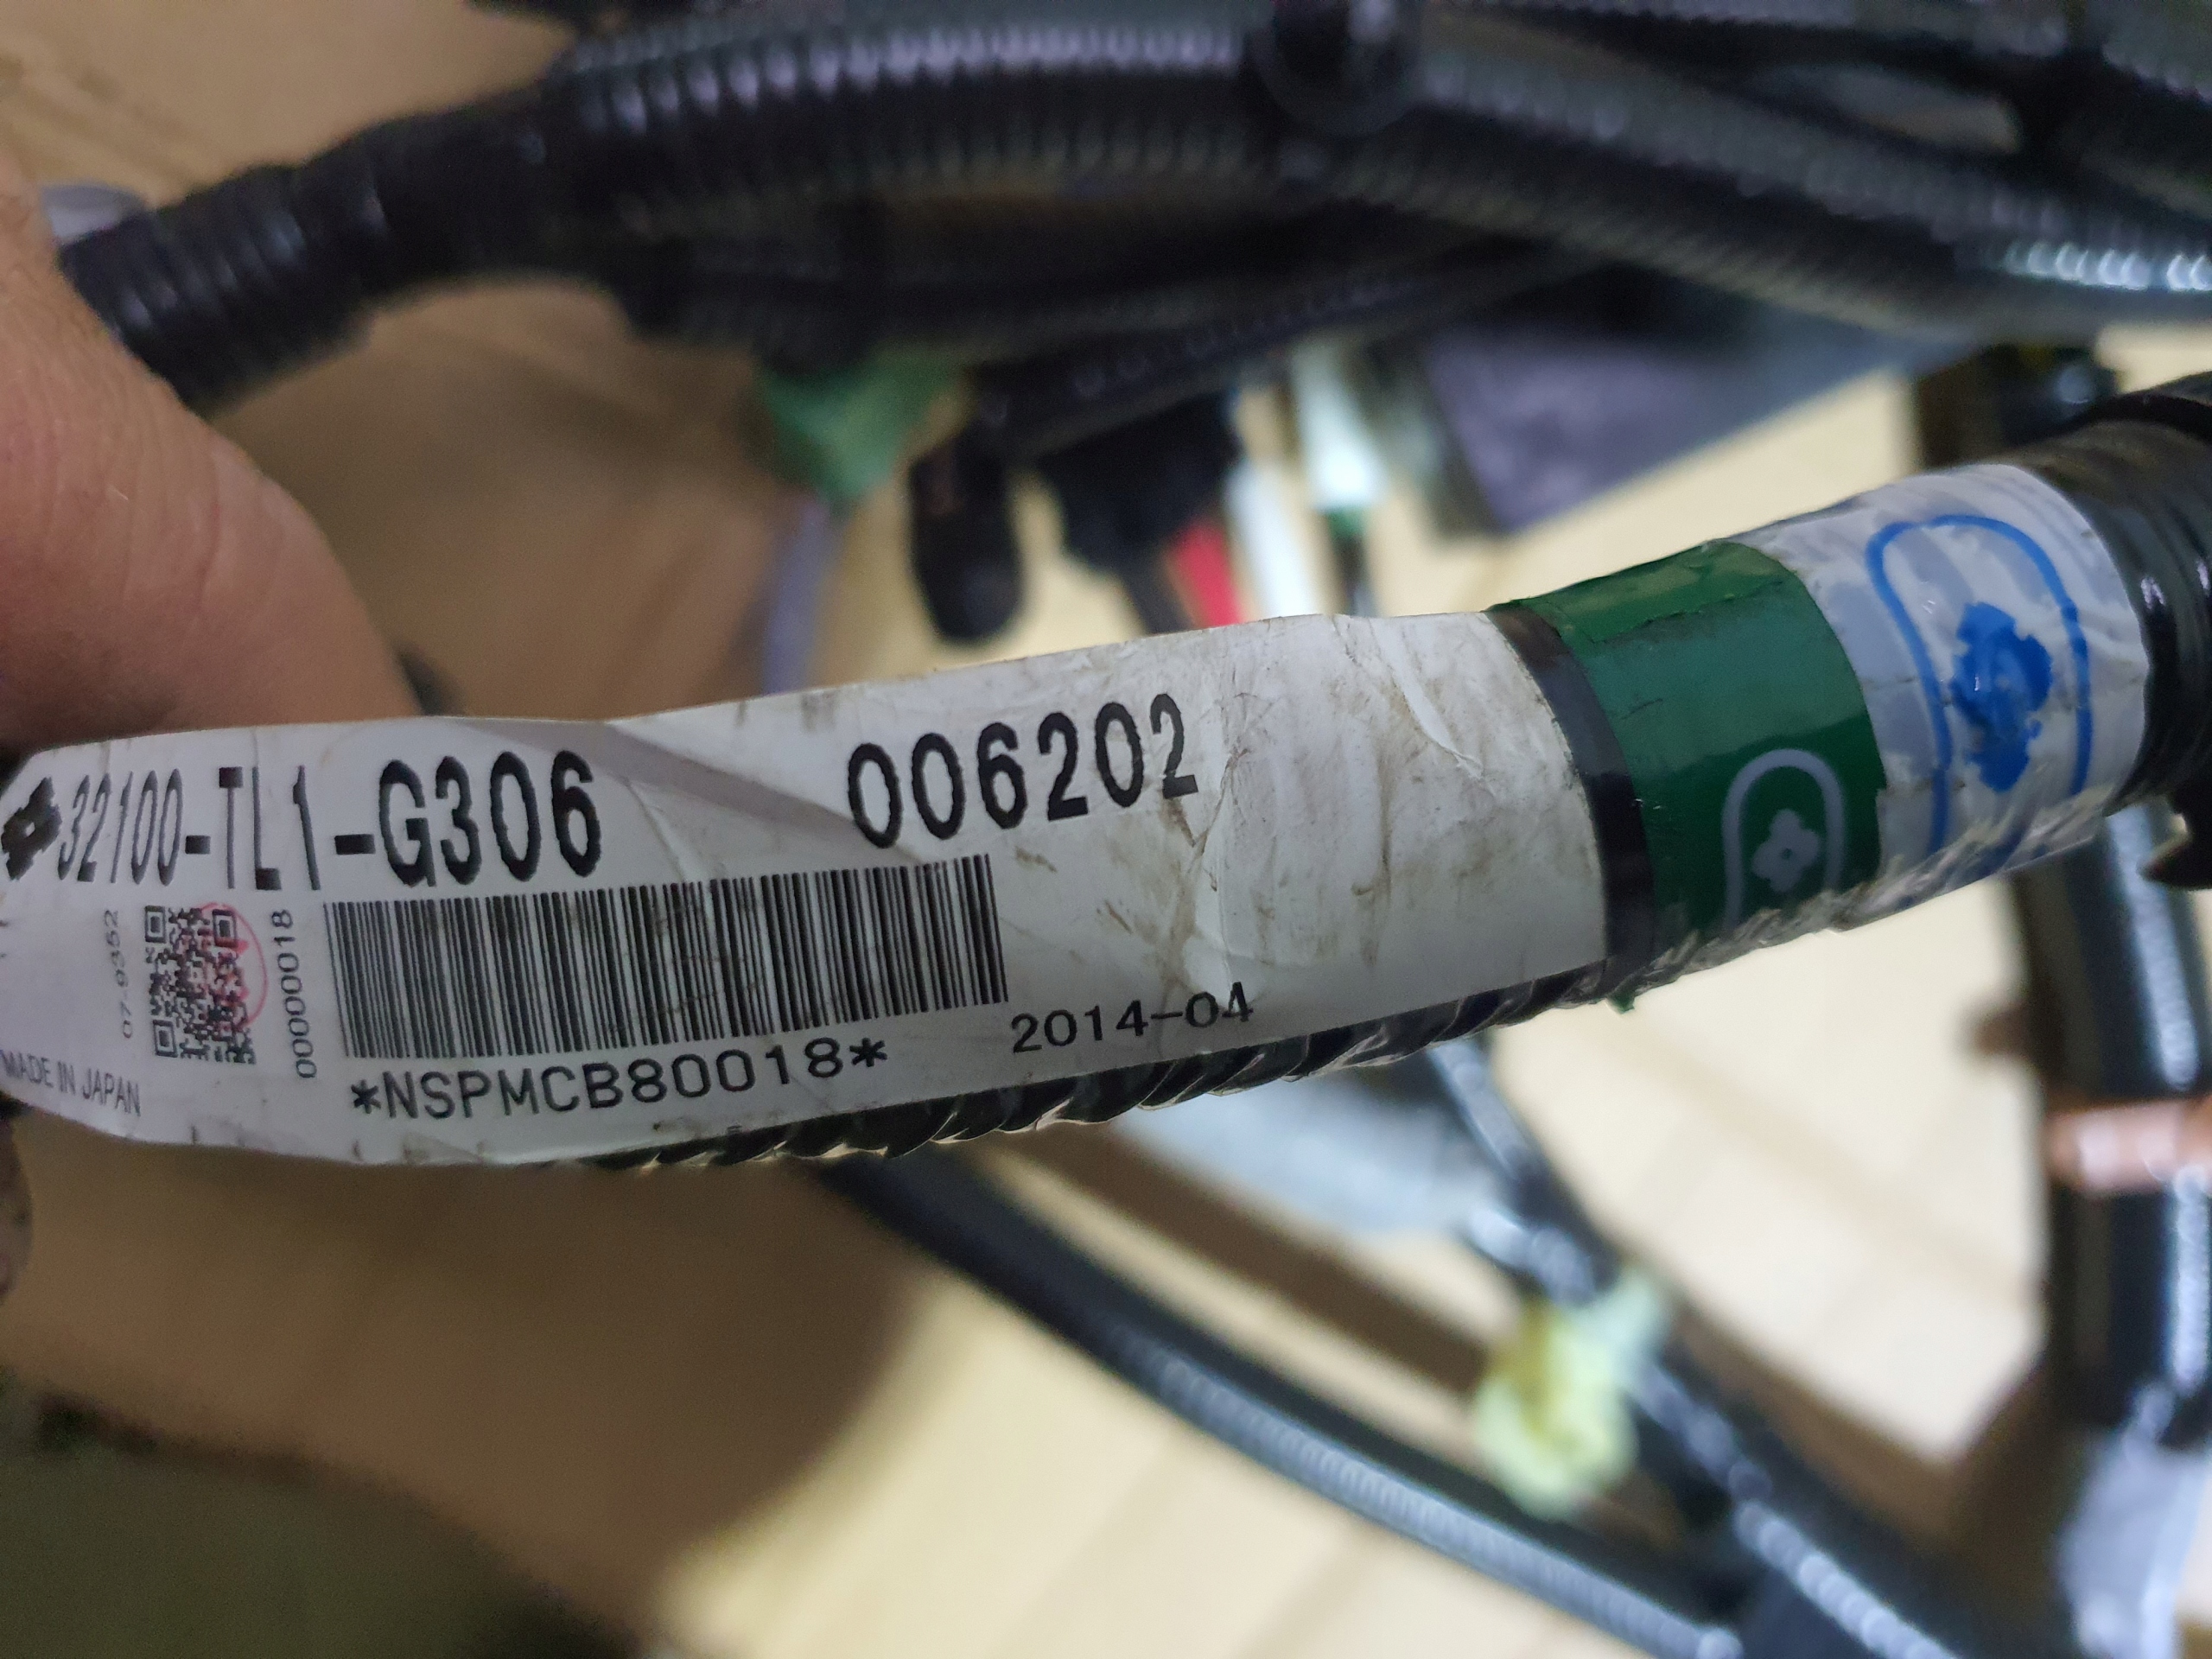 32100-TL1-G306 006202
07-9352
00000018
*NSPMCB80018*
2014-04
MADE IN JAPAN